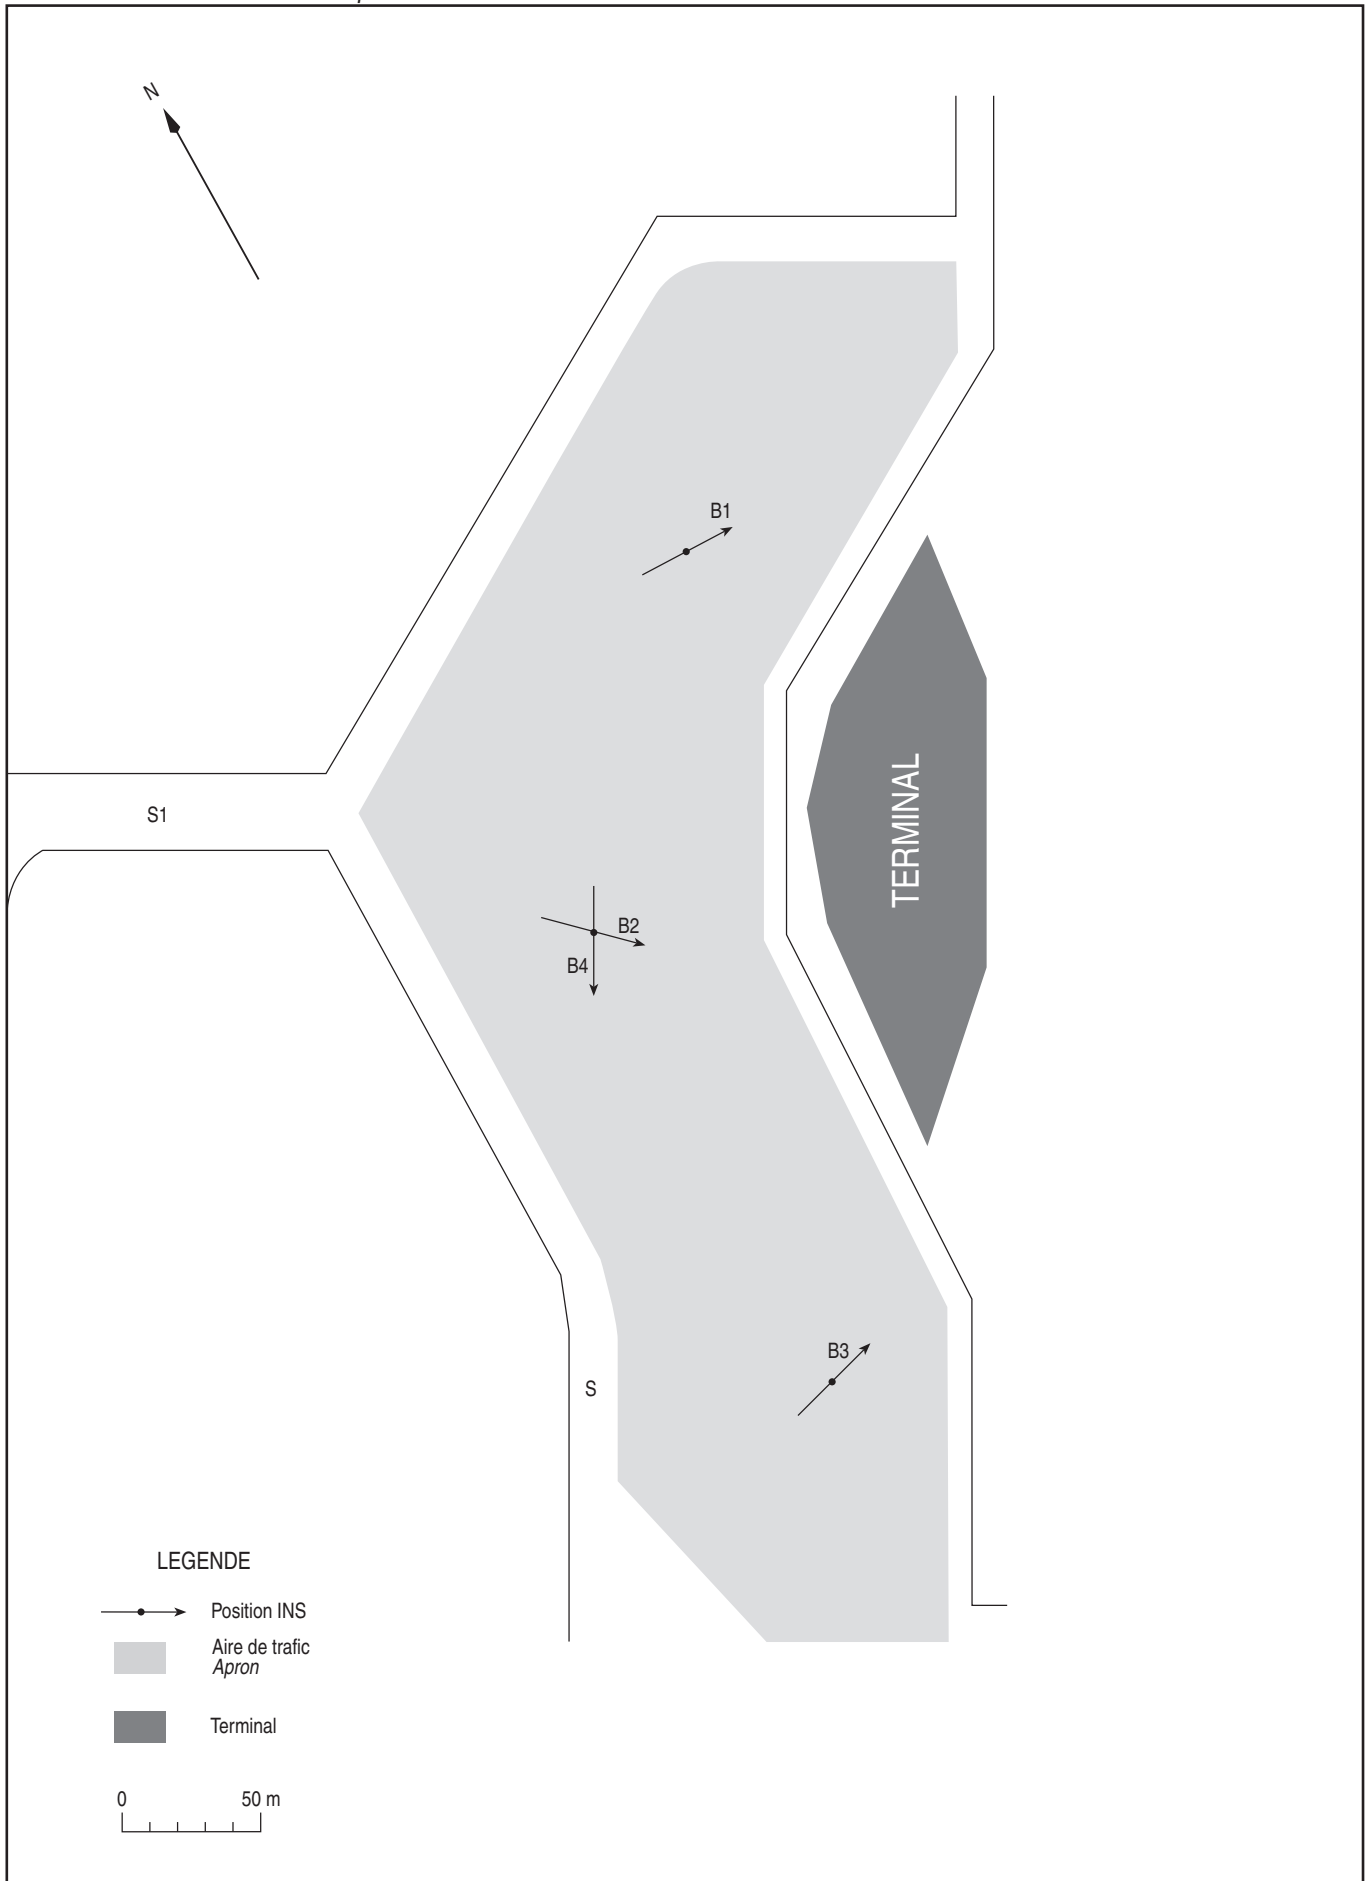 N
B1
S1
TERMINAL
B2
B4
B3
S
LEGENDE
Position INS
Aire de trafic
Apron
Terminal
0 50 m